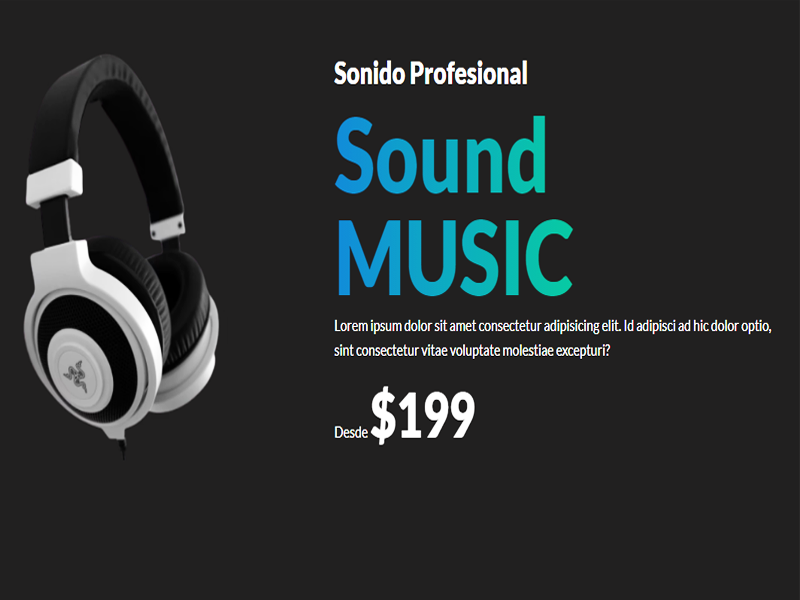 Sonido Profesional
Sound
MUSIC
Lorem ipsum dolor sit amet consectetur adipisicing elit. Id adipisci ad hic dolor optio,
sint consectetur vitae voluptate molestiae excepturi?
Desde $199